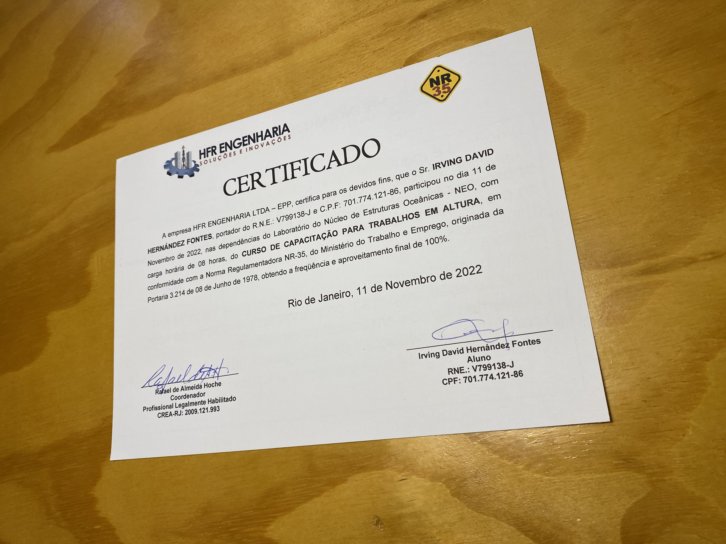 NR
35
HFR ENGENHARIA
SOLUÇÕES E INOVAÇÕES
CERTIFICADO
A empresa HFR ENGENHARIA LTDA – EPP, certifica para os devidos fins, que o Sr. IRVING DAVID
HERNÁNDEZ FONTES, portador do R.N.E.: V799138-J e C.P.F: 701.774.121-86, participou no dia 11 de
Novembro de 2022, nas dependências do Laboratório do Núcleo de Estruturas Oceânicas - NEO, com
carga horária de 08 horas, do CURSO DE CAPACITAÇÃO PARA TRABALHOS EM ALTURA, em
conformidade com a Norma Regulamentadora NR-35, do Ministério do Trabalho e Emprego, originada da
Portaria 3.214 de 08 de Junho de 1978, obtendo a freqüência e aproveitamento final de 100%.
Rio de Janeiro, 11 de Novembro de 2022
Rafael de Almeida Hoche
Coordenador
Profissional Legalmente Habilitado
CREA-RJ: 2009.121.993
Irving David Hernández Fontes
Aluno
RNE.: V799138-J
CPF: 701.774.121-86